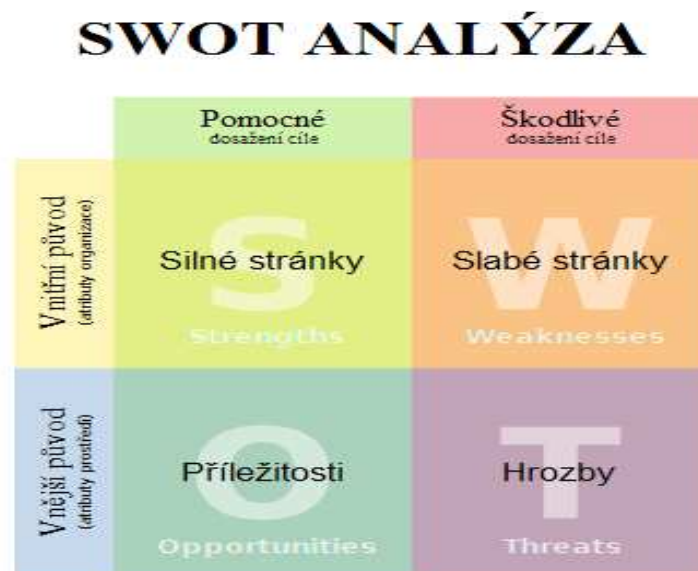 SWOT ANALÝZA
Pomocné
dosažení cíle
Škodlivé
dosažení cíle
Vnitřní původ
(atributy organizace)
S
Silné stránky
Strengths
W
Slabé stránky
Weaknesses
Vnější původ
(atributy prostředí)
O
Příležitosti
Opportunities
T
Hrozby
Threats